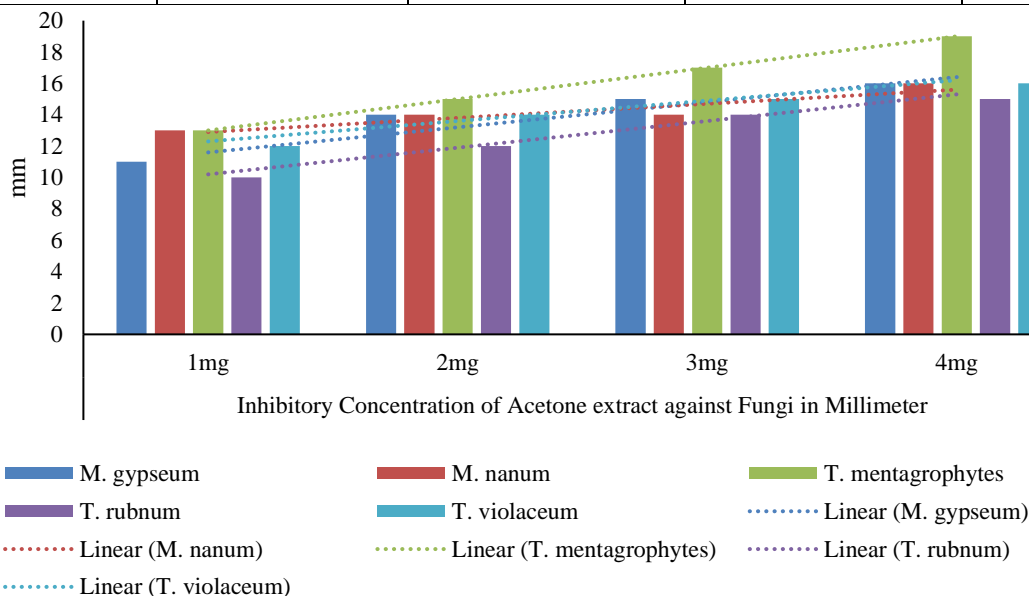 20
18
16
14
12
10
8
6
4
2
0
mm
1mg 2mg 3mg 4mg
Inhibitory Concentration of Acetone extract against Fungi in Millimeter
M. gypseum M. nanum T. mentagrophytes
T. rubnum T. violaceum Linear (M. gypseum)
Linear (M. nanum) Linear (T. mentagrophytes) Linear (T. rubnum)
Linear (T. violaceum)